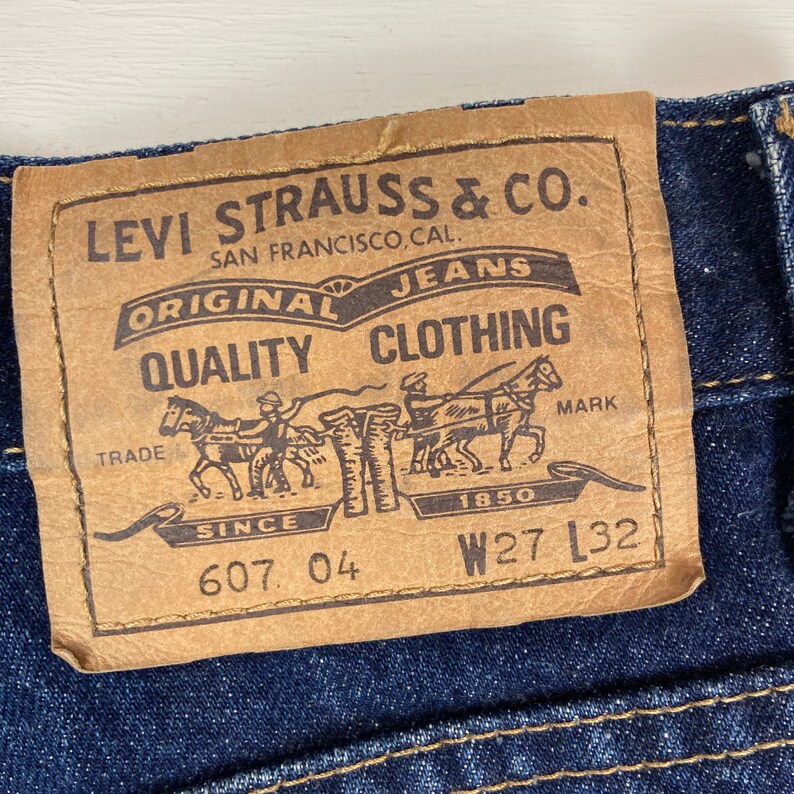 LEVI STRAUSS & CO.
SAN FRANCISCO, CAL.
ORIGINAL JEANS
QUALITY CLOTHING
TRADE MARK
SINCE 1850
607. 04 W27 L32